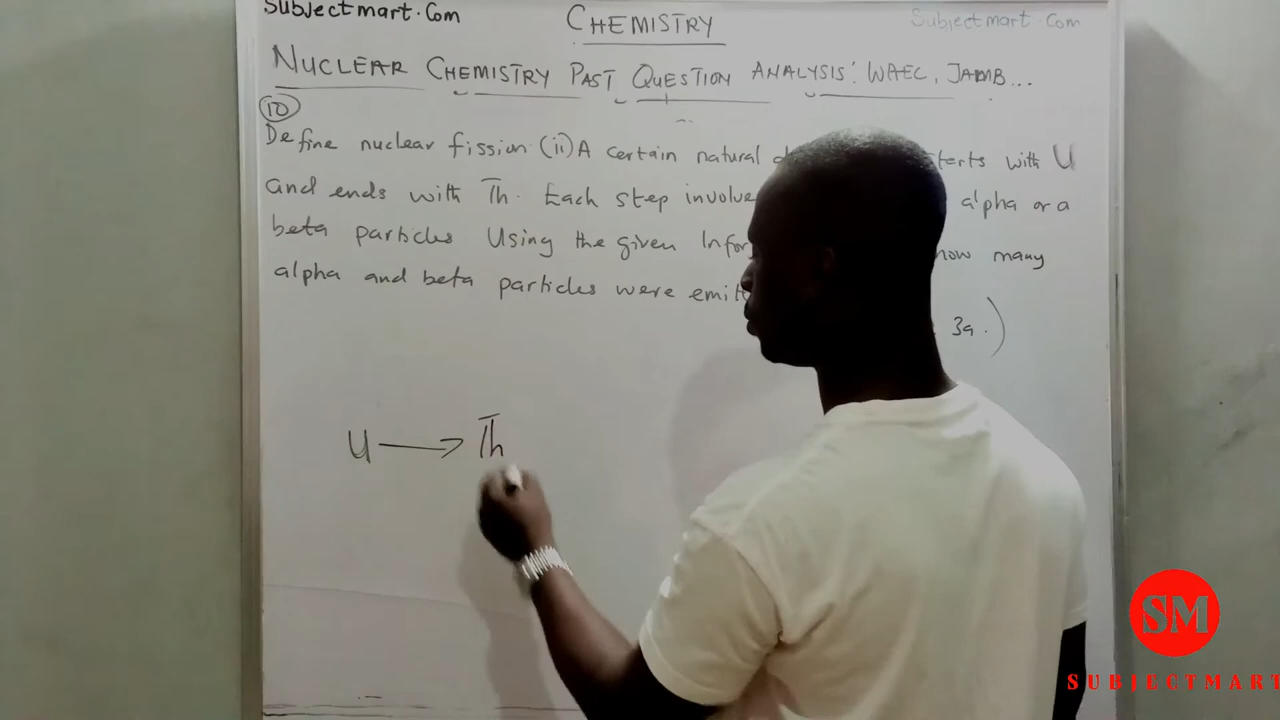 Subjectmart.Com CHEMISTRY Subjectmart.Com
NUCLEAR CHEMISTRY PAST QUESTION ANALYSIS: WAEC, JAMB...
10
Define nuclear fission (ii) A certain natural starts with U
and ends with Th. Each step involve alpha or a
beta particles Using the given Infor how many
alpha and beta particles were emit
3a.)
U → Th
SM
SUBJECTMART